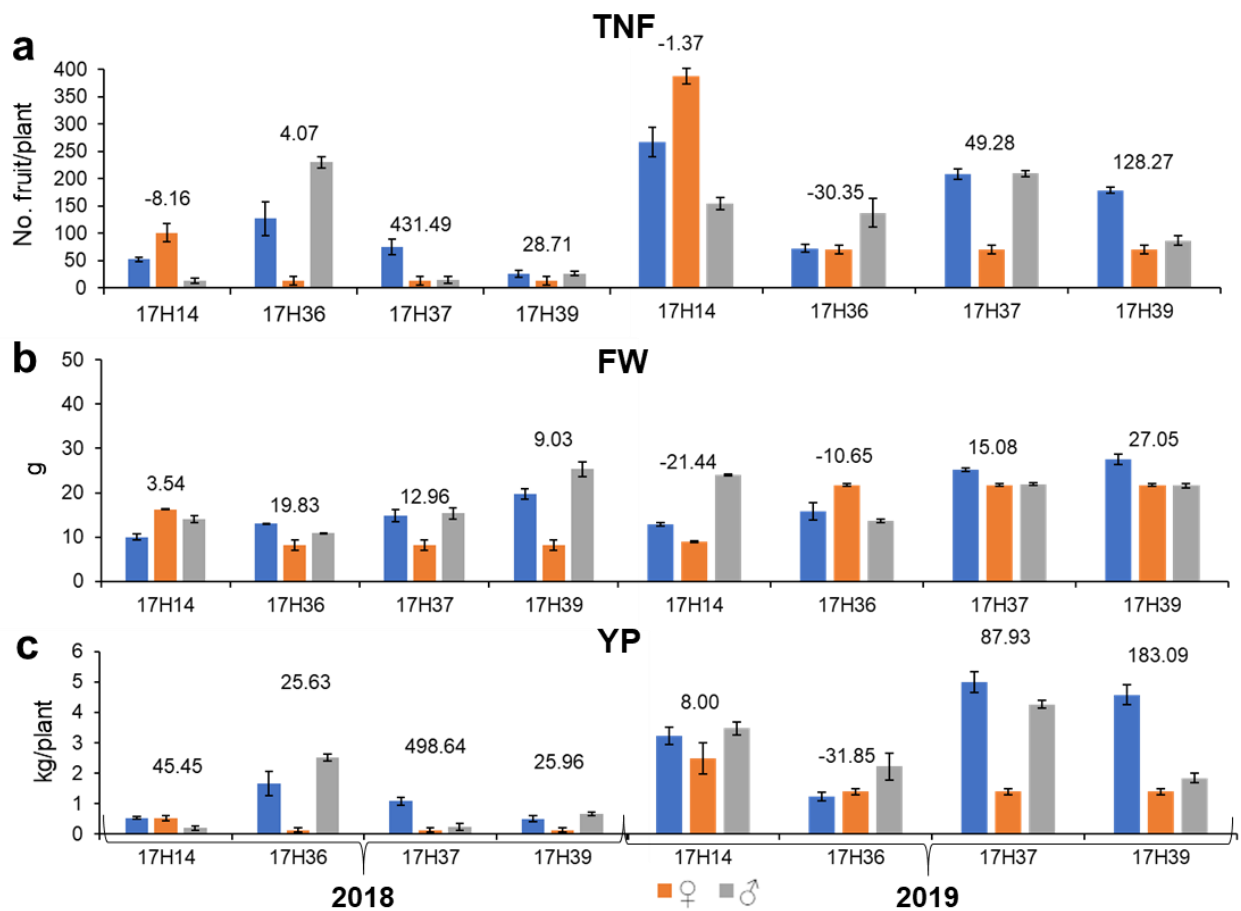 TNF
a
-1.37
400
350
4.07
49.28
300
128.27
250
-30.35
200
-8.16
431.49
150
28.71
100
50
0
No. fruit/plant
17H14 17H36 17H37 17H39 17H14 17H36 17H37 17H39
b
FW
50
40
9.03
27.05
30
-21.44 -10.65 15.08
3.54 19.83 12.96
20
10
0
g
17H14 17H36 17H37 17H39 17H14 17H36 17H37 17H39
c
YP
87.93
6
25.63
183.09
5
8.00
4
498.64
-31.85
3
45.45
25.96
2
1
0
kg/plant
17H14 17H36 17H37 17H39 17H14 17H36 17H37 17H39
2018 ♀ ♂ 2019